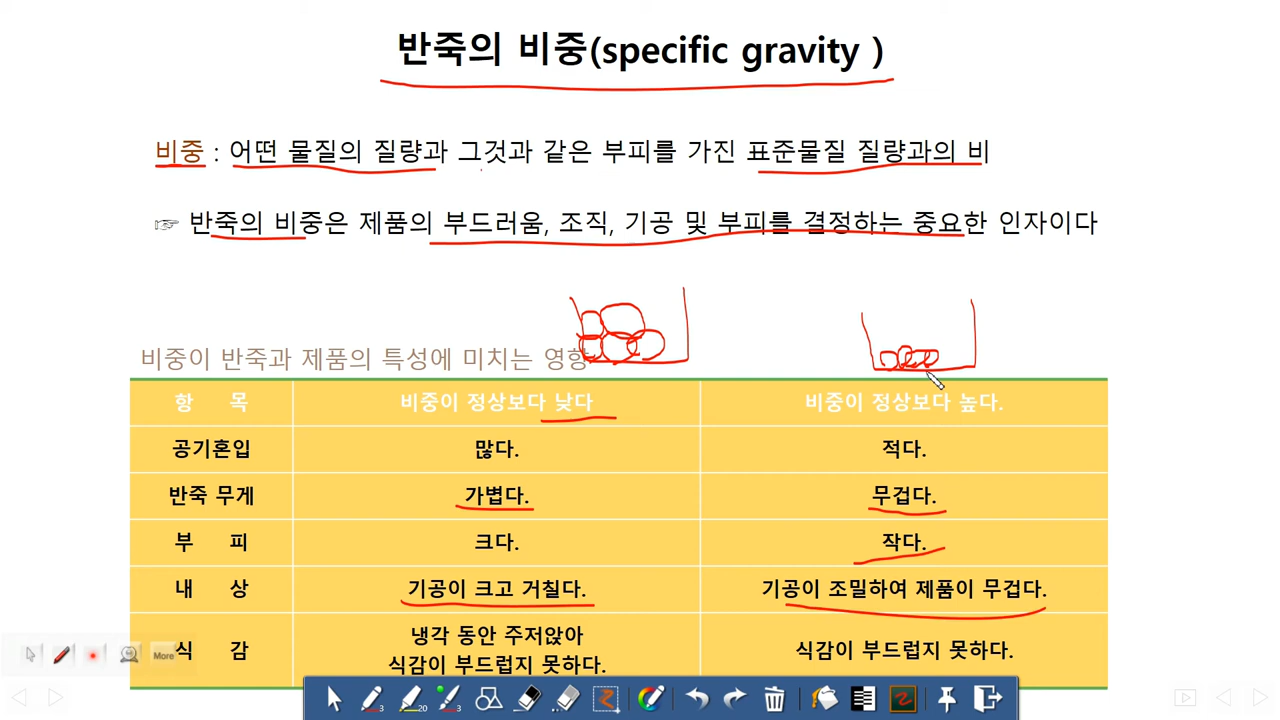 반죽의 비중(specific gravity )
비중 : 어떤 물질의 질량과 그것과 같은 부피를 가진 표준물질 질량과의 비
☞ 반죽의 비중은 제품의 부드러움, 조직, 기공 및 부피를 결정하는 중요한 인자이다
비중이 반죽과 제품의 특성에 미치는 영향
항 목 비중이 정상보다 낮다 비중이 정상보다 높다.
공기혼입 많다. 적다.
반죽 무게 가볍다. 무겁다.
부 피 크다. 작다.
내 상 기공이 크고 거칠다. 기공이 조밀하여 제품이 무겁다.
식 감 냉각 동안 주저앉아 식감이 부드럽지 못하다.
식감이 부드럽지 못하다.
More
3 20 3